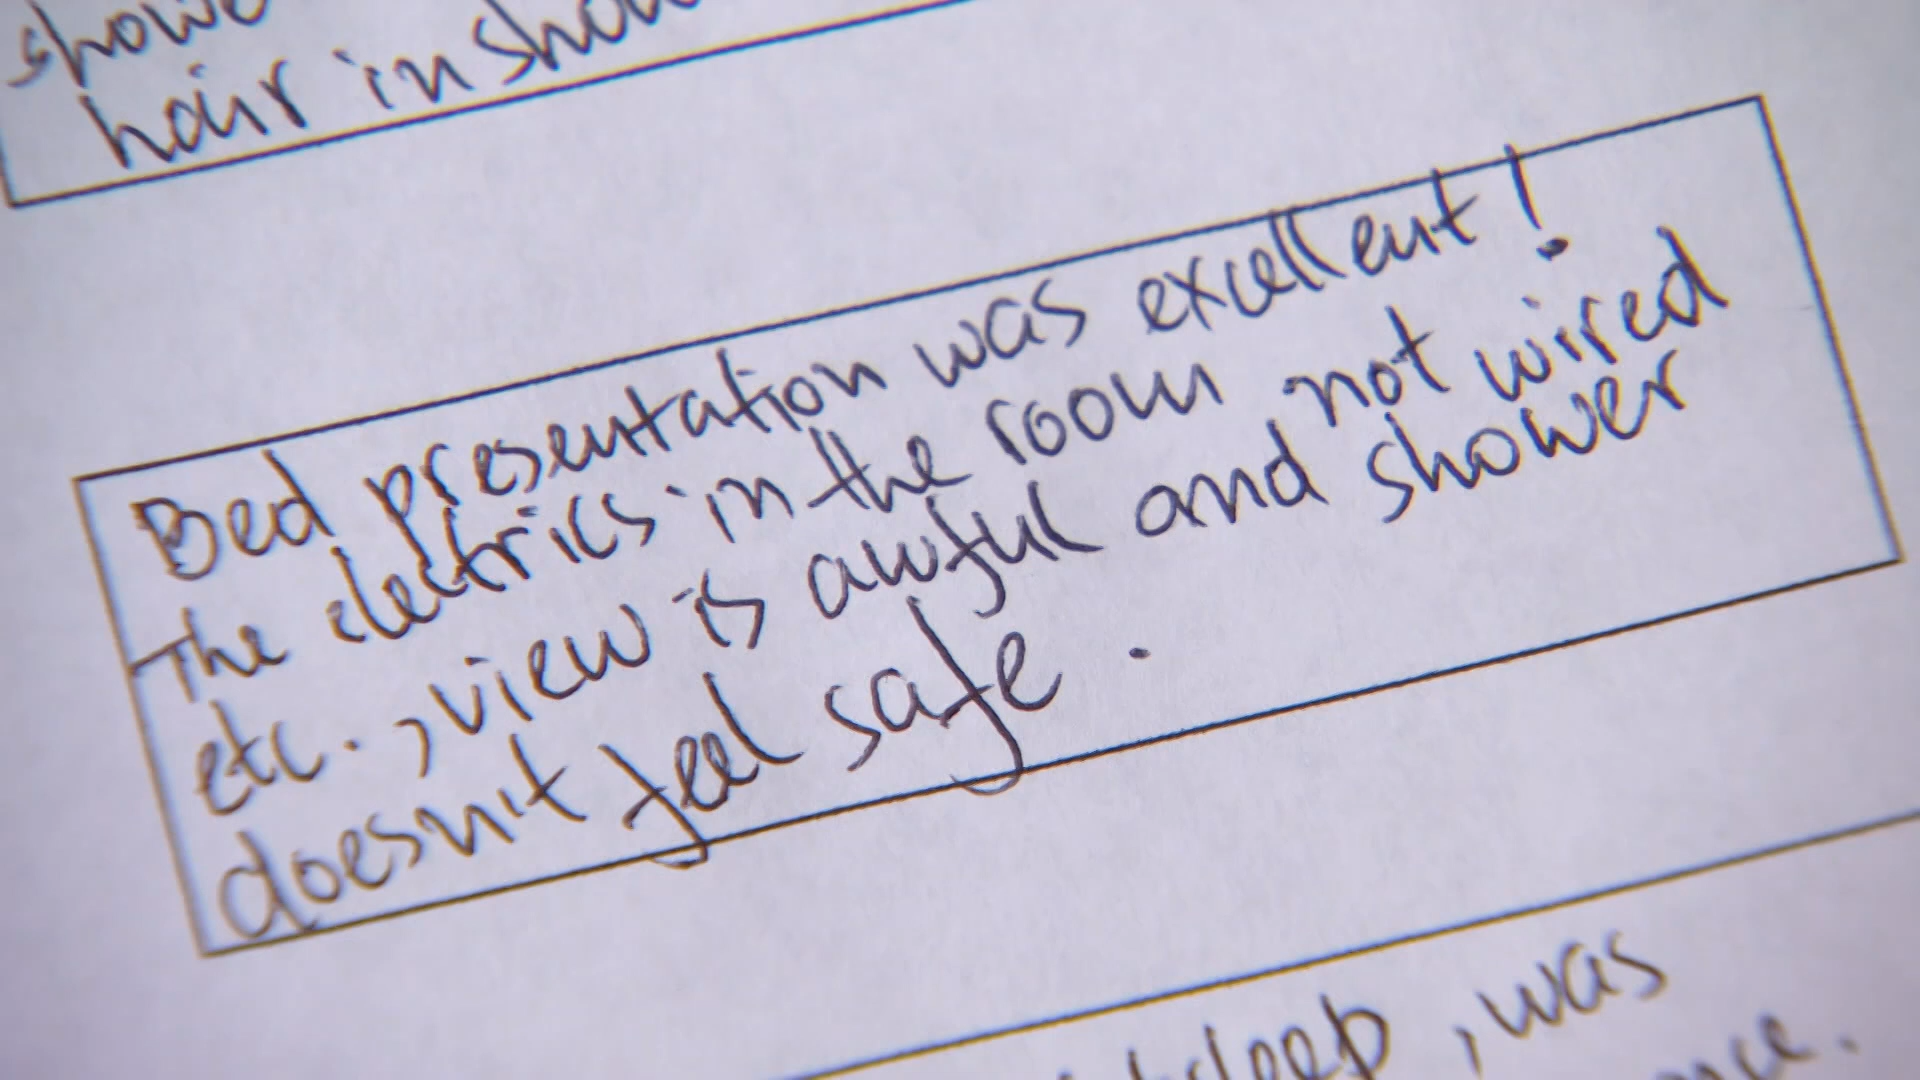 hair in
Bed presentation was excellent!
The electrics in the room not wired
etc., view is awful and shower
doesn't feel safe.
, was